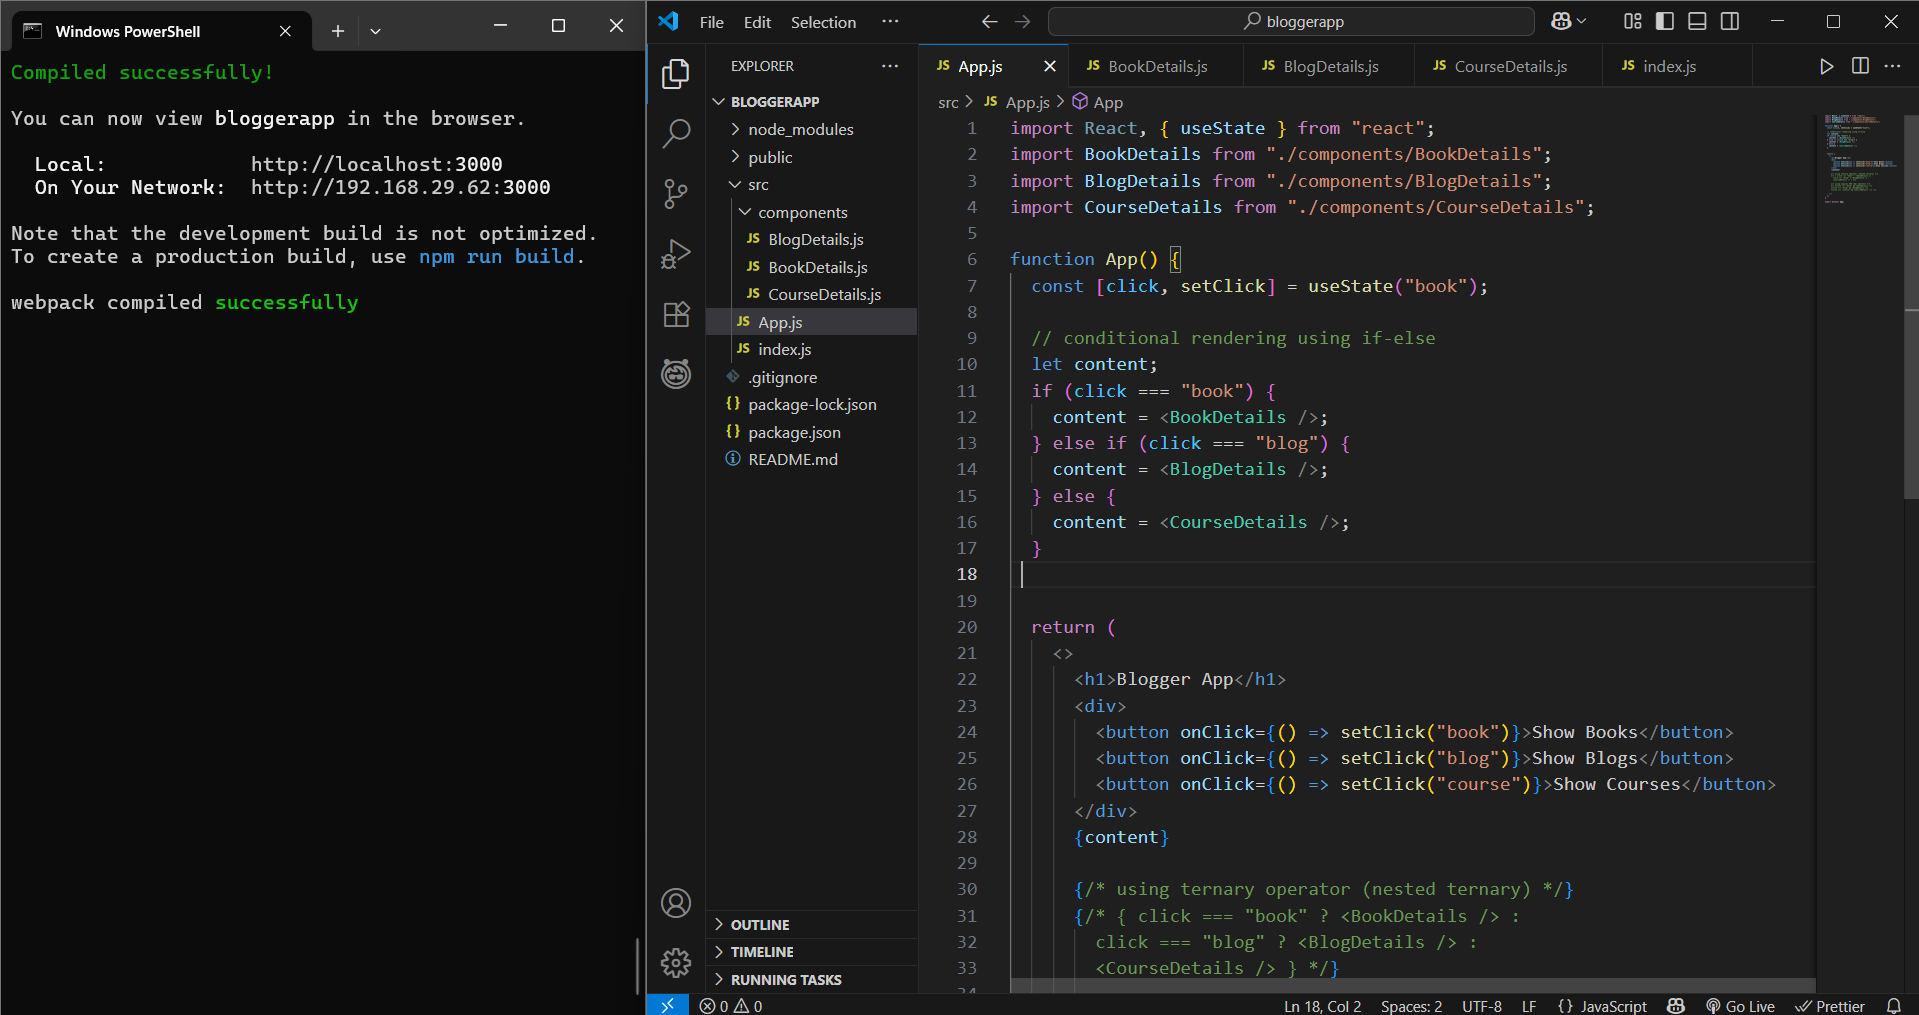 Windows PowerShell
Compiled successfully!
You can now view bloggerapp in the browser.
Local: http://localhost:3000
On Your Network: http://192.168.29.62:3000
Note that the development build is not optimized.
To create a production build, use npm run build.
webpack compiled successfully
File Edit Selection ··· bloggerapp
EXPLORER
BLOGGERAPP
node_modules
public
src
components
JS BlogDetails.js
JS BookDetails.js
JS CourseDetails.js
JS App.js
JS index.js
.gitignore
{} package-lock.json
{} package.json
README.md
OUTLINE
TIMELINE
RUNNING TASKS
JS App.js JS BookDetails.js JS BlogDetails.js JS CourseDetails.js JS index.js
src > JS App.js > App
1 import React, { useState } from "react";
2 import BookDetails from "./components/BookDetails";
3 import BlogDetails from "./components/BlogDetails";
4 import CourseDetails from "./components/CourseDetails";
5
6 function App() {
7 const [click, setClick] = useState("book");
8
9 // conditional rendering using if-else
10 let content;
11 if (click === "book") {
12 content = <BookDetails />;
13 } else if (click === "blog") {
14 content = <BlogDetails />;
15 } else {
16 content = <CourseDetails />;
17 }
18
19
20 return (
21 <>
22 <h1>Blogger App</h1>
23 <div>
24 <button onClick={() => setClick("book")}>Show Books</button>
25 <button onClick={() => setClick("blog")}>Show Blogs</button>
26 <button onClick={() => setClick("course")}>Show Courses</button>
27 </div>
28 {content}
29
30 {/* using ternary operator (nested ternary) */}
31 {/* { click === "book" ? <BookDetails /> :
32 click === "blog" ? <BlogDetails /> :
33 <CourseDetails /> } */}
0 0 Ln 18, Col 2 Spaces: 2 UTF-8 LF {} JavaScript Go Live Prettier